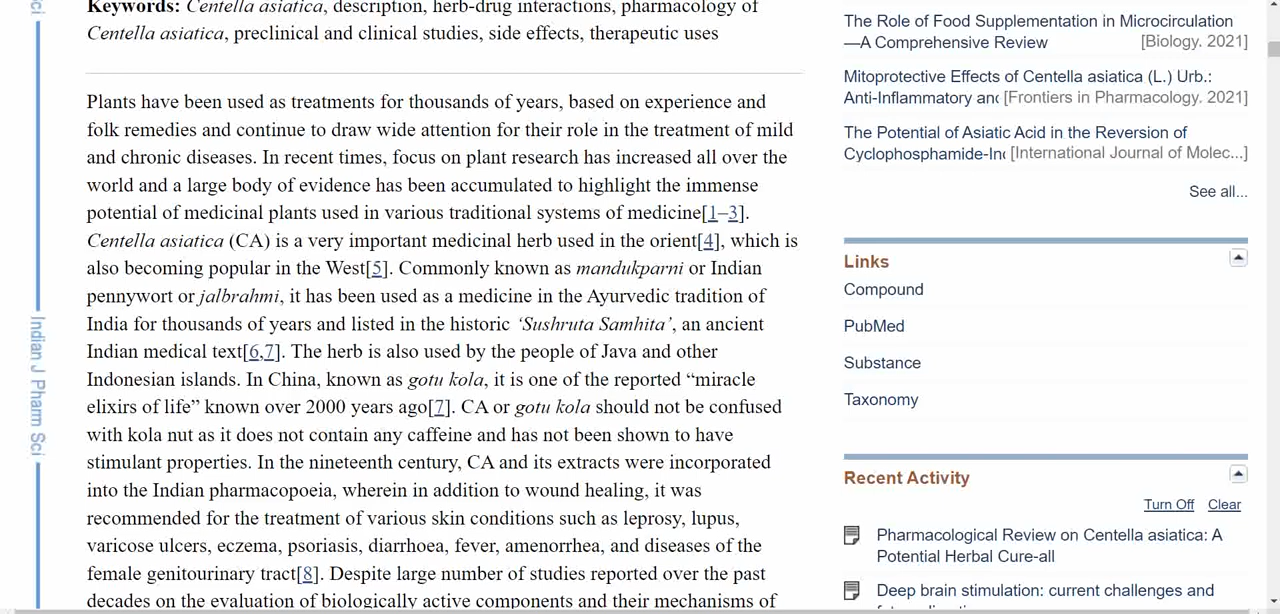 Keywords: Centella asiatica, description, herb-drug interactions, pharmacology of
Centella asiatica, preclinical and clinical studies, side effects, therapeutic uses
Plants have been used as treatments for thousands of years, based on experience and
folk remedies and continue to draw wide attention for their role in the treatment of mild
and chronic diseases. In recent times, focus on plant research has increased all over the
world and a large body of evidence has been accumulated to highlight the immense
potential of medicinal plants used in various traditional systems of medicine[1–3].
Centella asiatica (CA) is a very important medicinal herb used in the orient[4], which is
also becoming popular in the West[5]. Commonly known as mandukparni or Indian
pennywort or jalbrahmi, it has been used as a medicine in the Ayurvedic tradition of
India for thousands of years and listed in the historic ‘Sushruta Samhita’, an ancient
Indian medical text[6,7]. The herb is also used by the people of Java and other
Indonesian islands. In China, known as gotu kola, it is one of the reported “miracle
elixirs of life” known over 2000 years ago[7]. CA or gotu kola should not be confused
with kola nut as it does not contain any caffeine and has not been shown to have
stimulant properties. In the nineteenth century, CA and its extracts were incorporated
into the Indian pharmacopoeia, wherein in addition to wound healing, it was
recommended for the treatment of various skin conditions such as leprosy, lupus,
varicose ulcers, eczema, psoriasis, diarrhoea, fever, amenorrhea, and diseases of the
female genitourinary tract[8]. Despite large number of studies reported over the past
decades on the evaluation of biologically active components and their mechanisms of
Sci
Indian J Pharm Sci
The Role of Food Supplementation in Microcirculation
—A Comprehensive Review [Biology. 2021]
Mitoprotective Effects of Centella asiatica (L.) Urb.:
Anti-Inflammatory and [Frontiers in Pharmacology. 2021]
The Potential of Asiatic Acid in the Reversion of
Cyclophosphamide-In [International Journal of Molec...]
See all...
Links
Compound
PubMed
Substance
Taxonomy
Recent Activity
Turn Off Clear
Pharmacological Review on Centella asiatica: A
Potential Herbal Cure-all
Deep brain stimulation: current challenges and